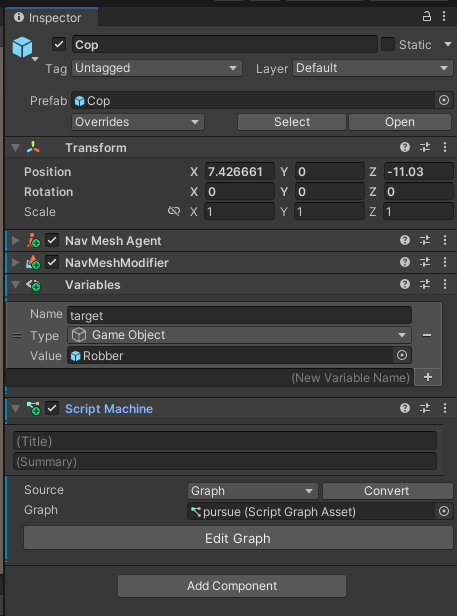 Inspector
Cop
Static
Tag Untagged Layer Default
Prefab Cop
Overrides Select Open
Transform
Position X 7.426661 Y 0 Z -11.03
Rotation X 0 Y 0 Z 0
Scale X 1 Y 1 Z 1
Nav Mesh Agent
NavMeshModifier
Variables
Name target
Type Game Object
Value Robber
(New Variable Name)
Script Machine
(Title)
(Summary)
Source Graph Convert
Graph pursue (Script Graph Asset)
Edit Graph
Add Component